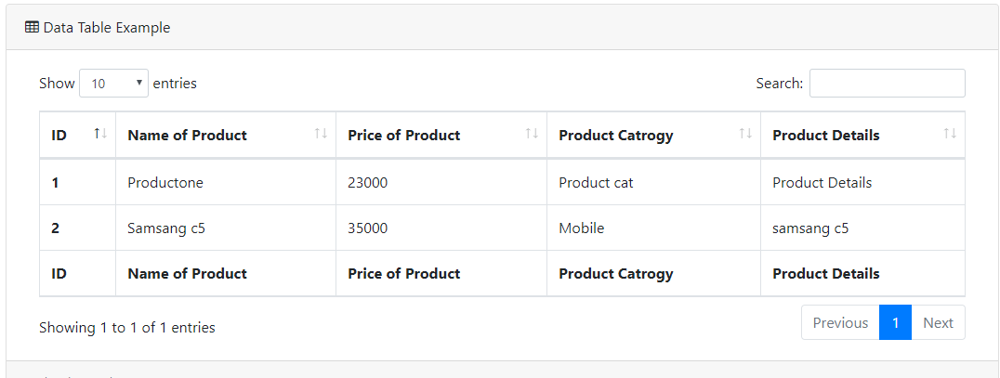 Data Table Example
Show 10 entries Search:
ID Name of Product Price of Product Product Catrogy Product Details
1 Productone 23000 Product cat Product Details
2 Samsang c5 35000 Mobile samsang c5
ID Name of Product Price of Product Product Catrogy Product Details
Showing 1 to 1 of 1 entries Previous 1 Next